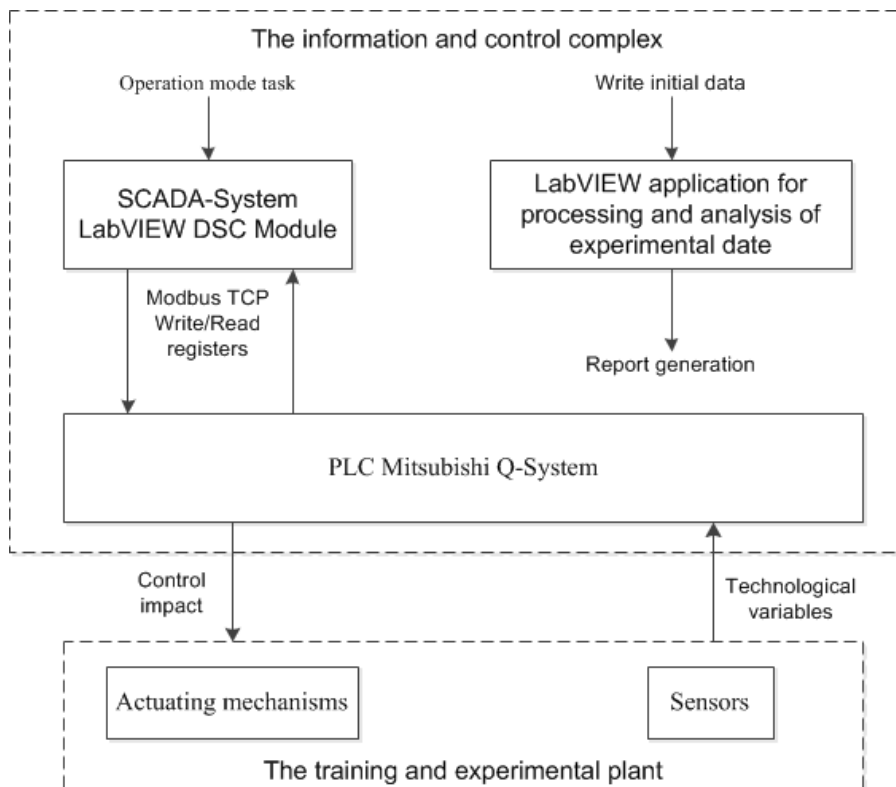 The information and control complex
Operation mode task
Write initial data
SCADA-System
LabVIEW DSC Module
LabVIEW application for
processing and analysis of
experimental date
Modbus TCP
Write/Read
registers
Report generation
PLC Mitsubishi Q-System
Control
impact
Technological
variables
Actuating mechanisms
Sensors
The training and experimental plant